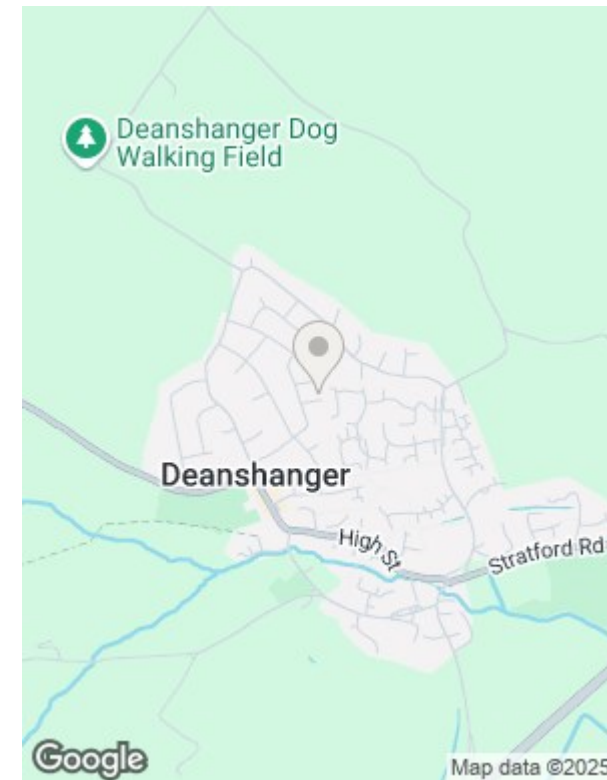 Deanshanger Dog
Walking Field
Deanshanger
High St
Stratford Rd
Google
Map data ©2025